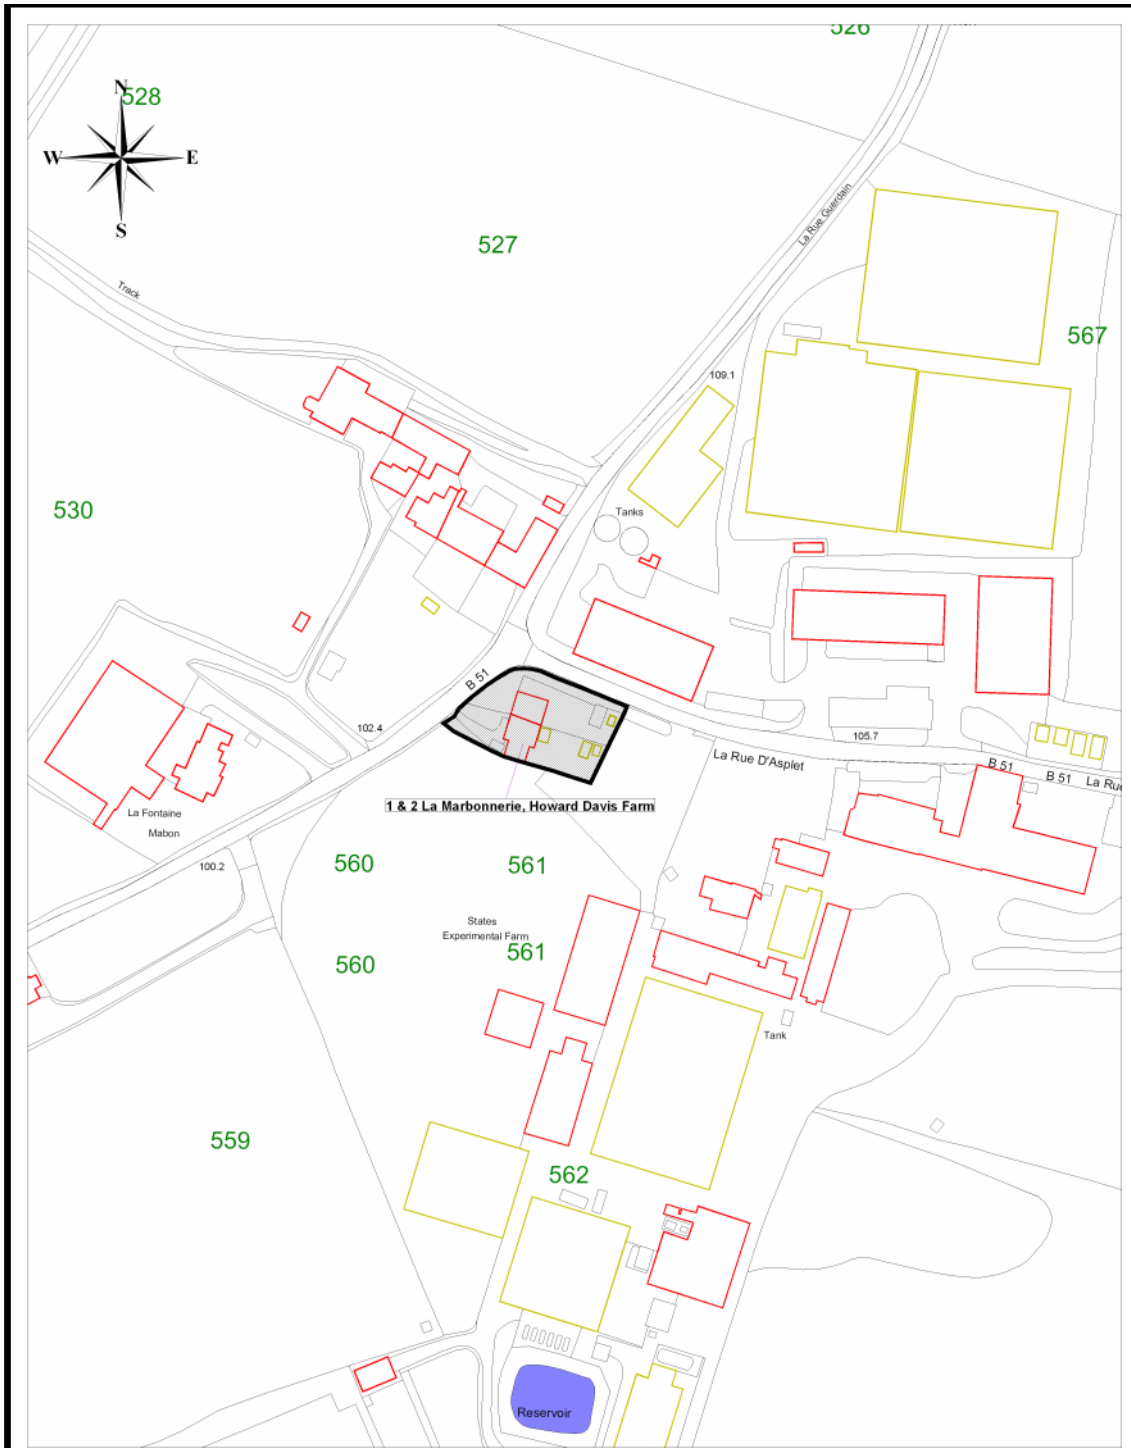 526
N
528
W
E
S
527
La Rue Guerdain
Track
567
109.1
530
Tanks
B 51
102.4
105.7
La Rue D'Asplet
B 51
B 51
La Rue
1 & 2 La Marbonnerie, Howard Davis Farm
La Fontaine
Mabon
100.2
560
561
States
Experimental Farm
560
561
Tank
559
562
Reservoir